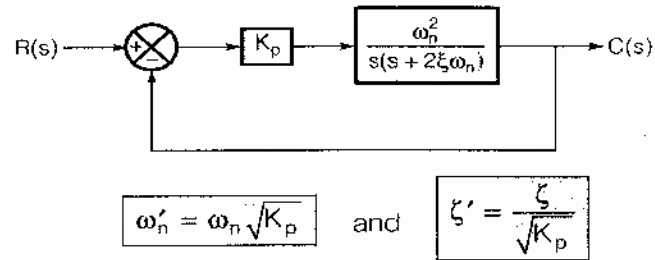 R(s) + − K_p ω_n^2 / s(s + 2ξω_n) C(s)
ω′_n = ω_n √K_p and ζ′ = ζ / √K_p